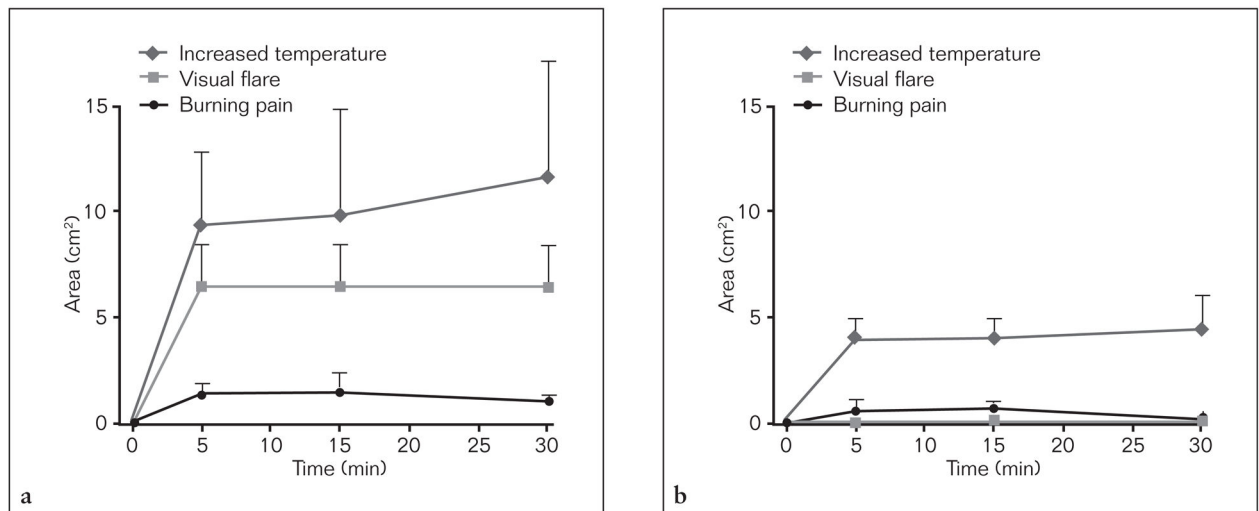 Increased temperature
Visual flare
Burning pain
15
10
5
0
Area (cm²)
0 5 10 15 20 25 30
Time (min)
a
Increased temperature
Visual flare
Burning pain
15
10
5
0
Area (cm²)
0 5 10 15 20 25 30
Time (min)
b